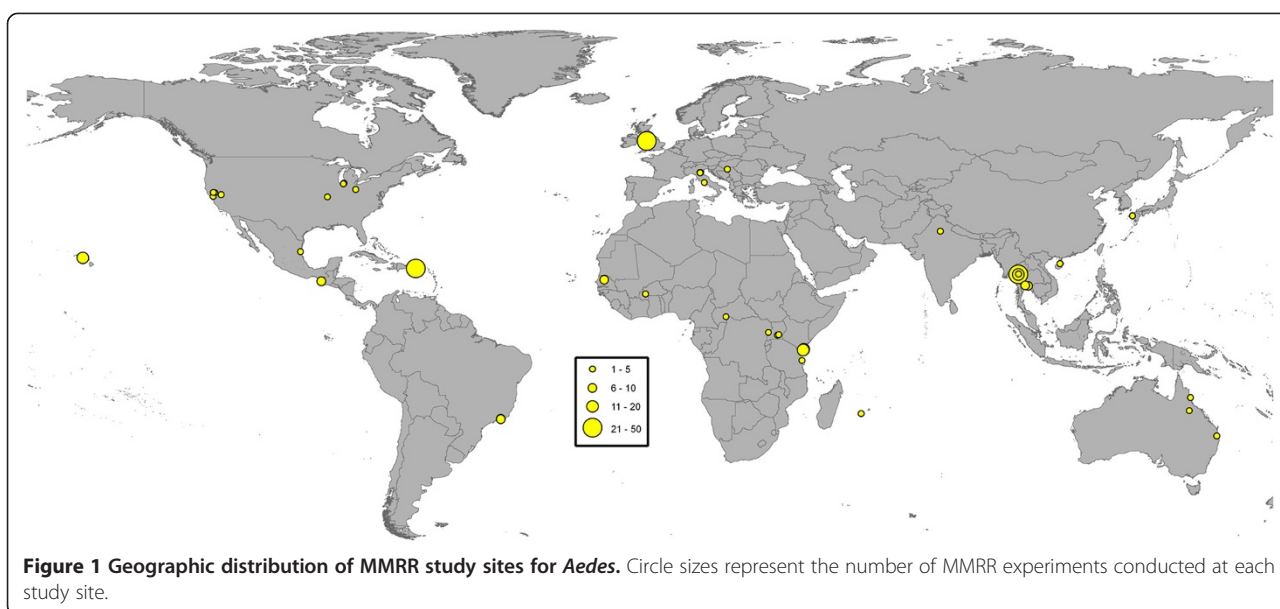 1 - 5
6 - 10
11 - 20
21 - 50
Figure 1 Geographic distribution of MMRR study sites for Aedes. Circle sizes represent the number of MMRR experiments conducted at each
study site.